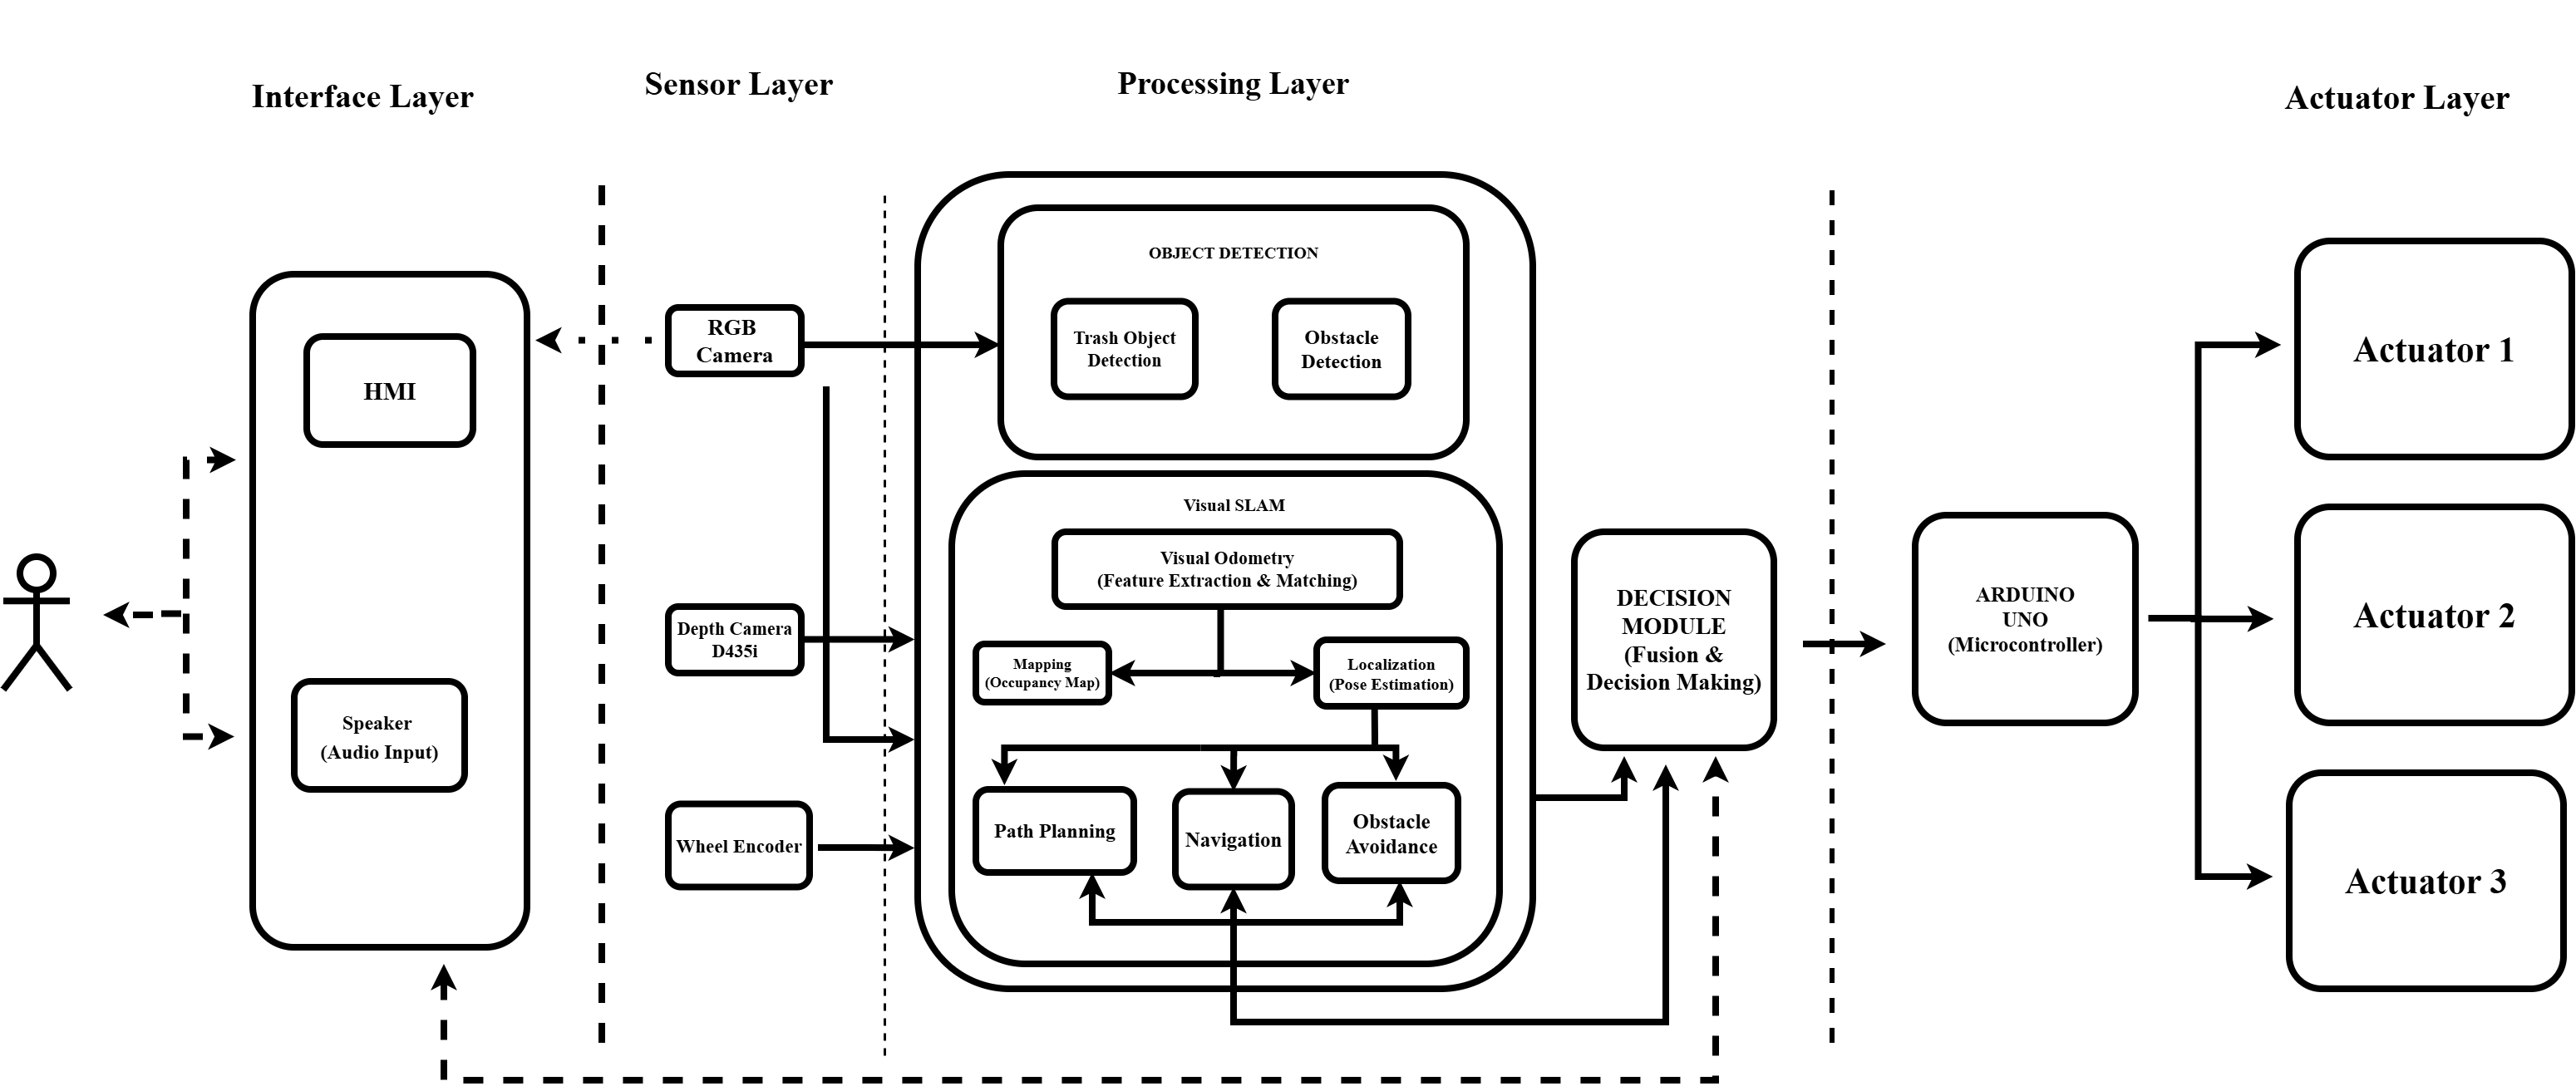 Interface Layer
Sensor Layer
Processing Layer
Actuator Layer
HMI
Speaker
(Audio Input)
RGB
Camera
Depth Camera
D435i
Wheel Encoder
OBJECT DETECTION
Trash Object
Detection
Obstacle
Detection
Visual SLAM
Visual Odometry
(Feature Extraction & Matching)
Mapping
(Occupancy Map)
Localization
(Pose Estimation)
Path Planning
Navigation
Obstacle
Avoidance
DECISION
MODULE
(Fusion &
Decision Making)
ARDUINO
UNO
(Microcontroller)
Actuator 1
Actuator 2
Actuator 3